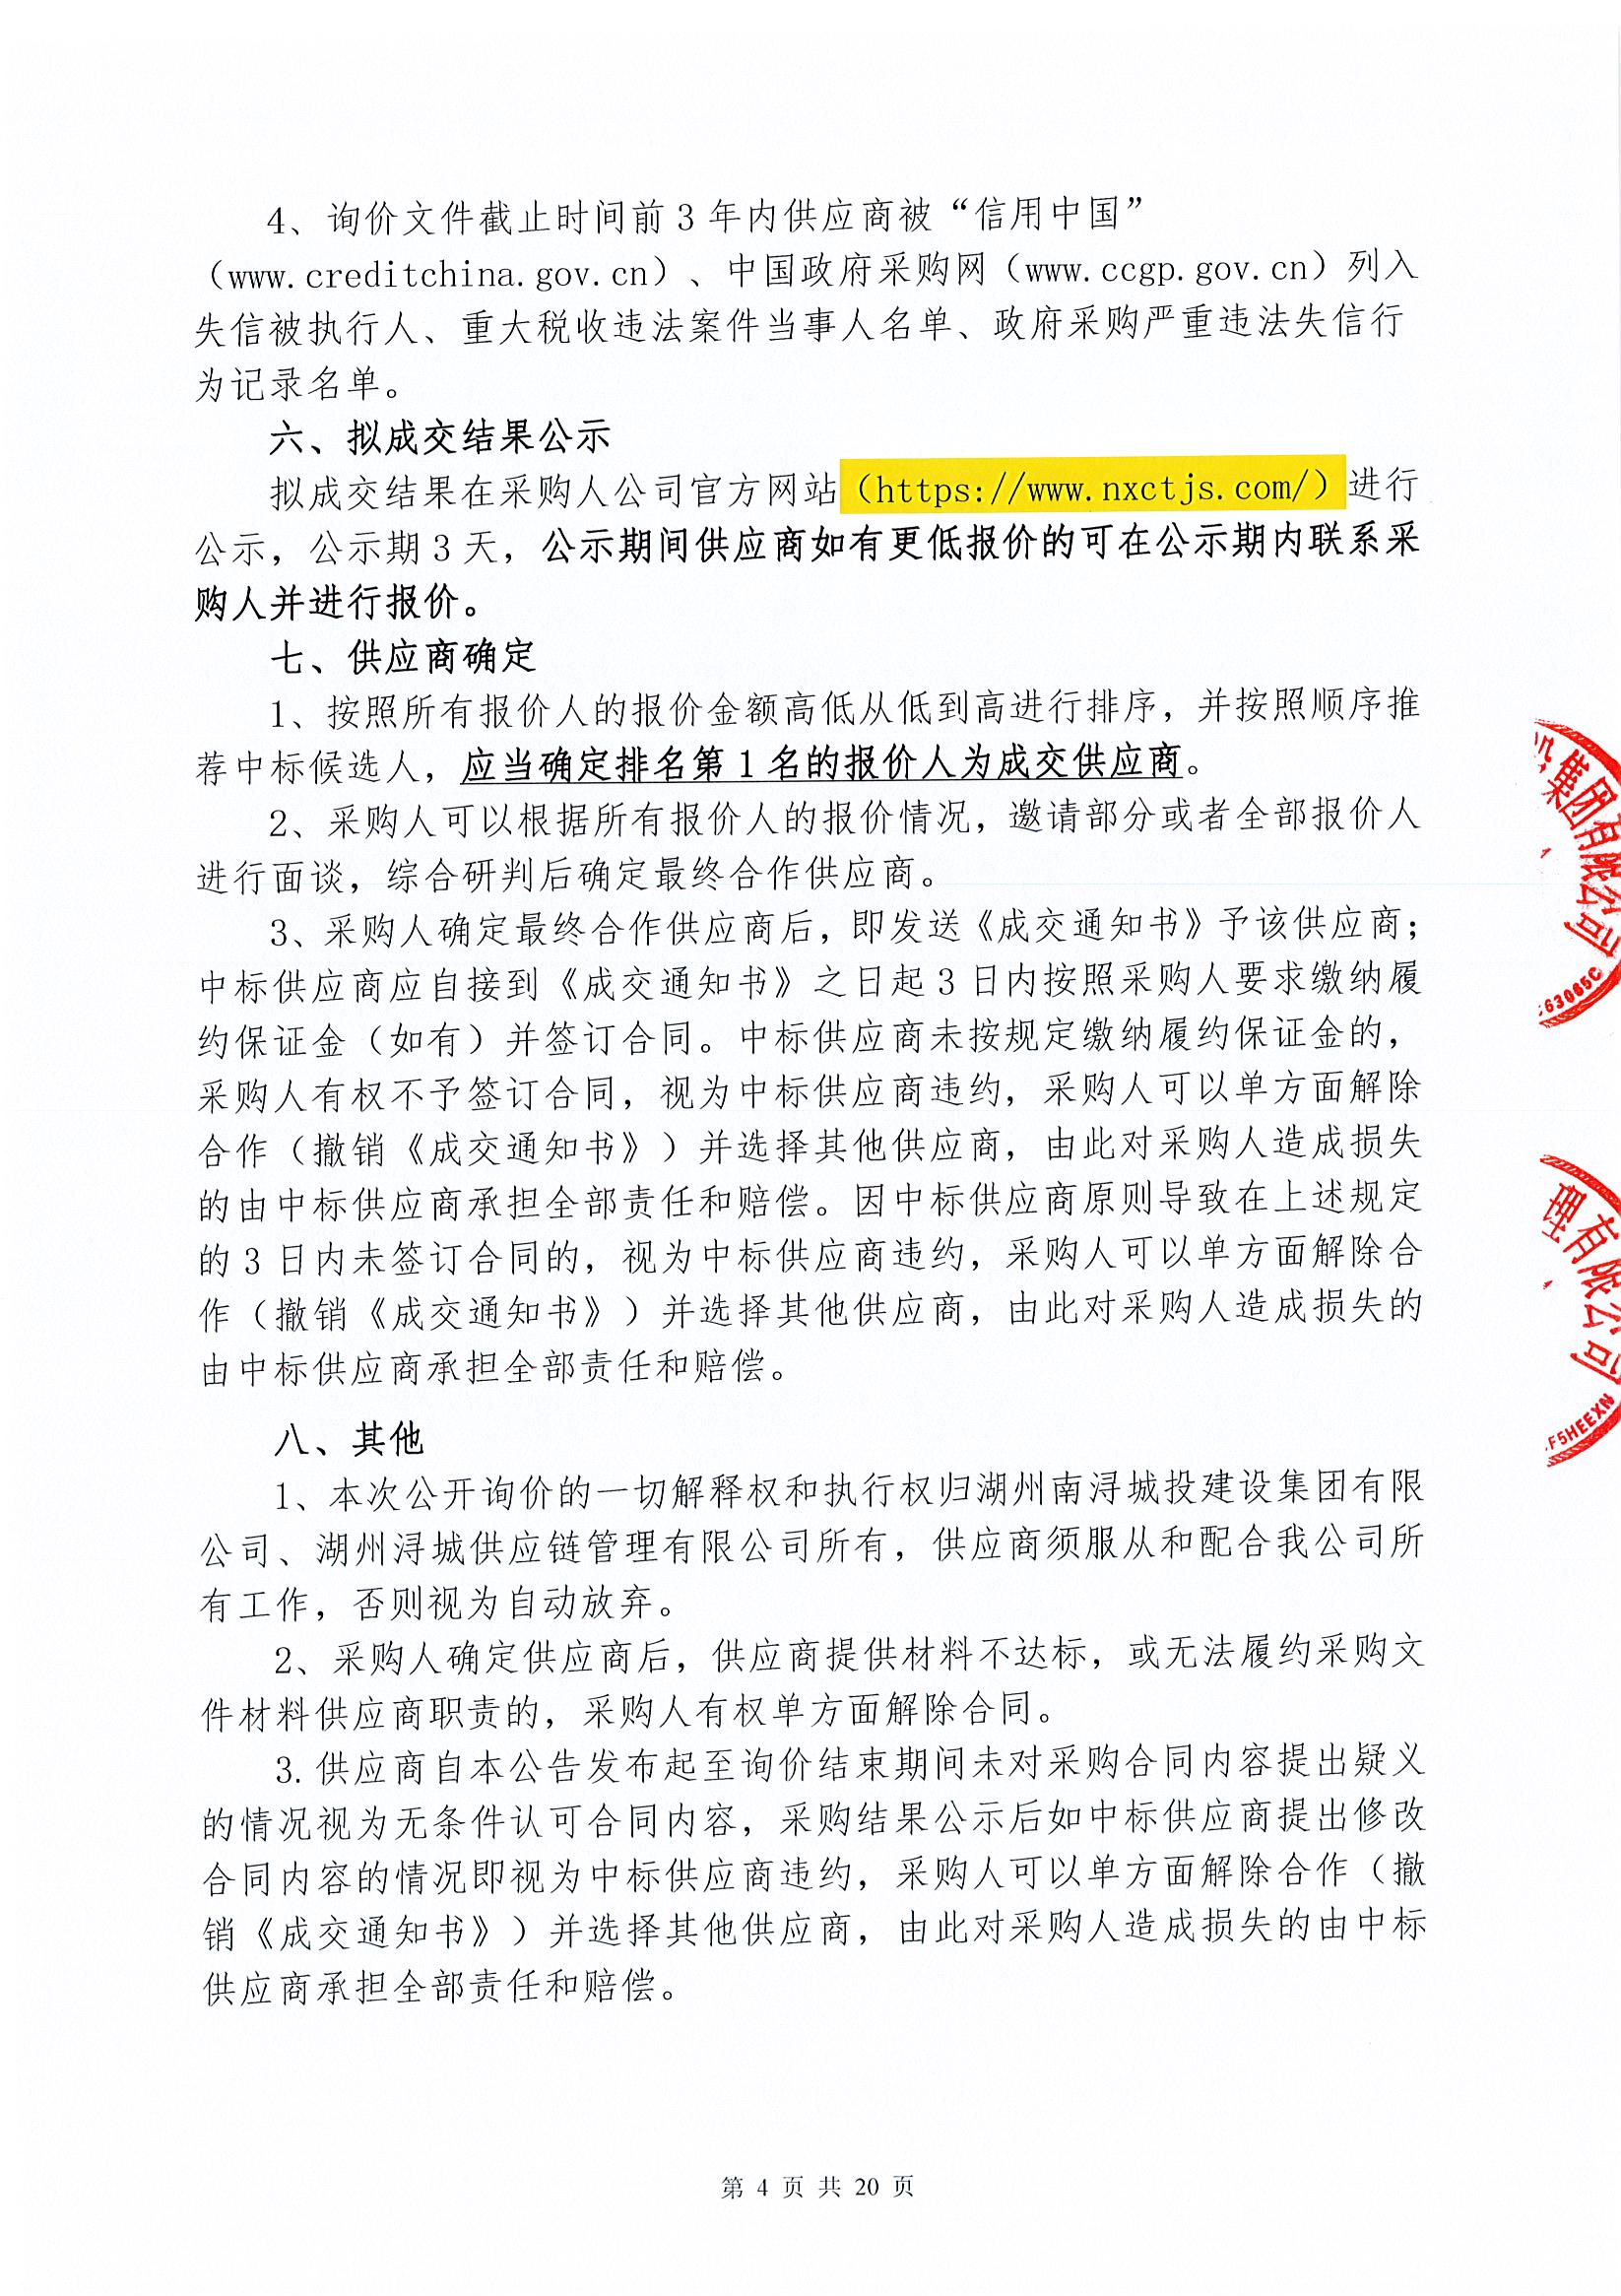 4、询价文件截止时间前 3 年内供应商被“信用中国”
（www.creditchina.gov.cn）、中国政府采购网（www.ccgp.gov.cn）列入
失信被执行人、重大税收违法案件当事人名单、政府采购严重违法失信行
为记录名单。
六、拟成交结果公示
拟成交结果在采购人公司官方网站（https://www.nxctjs.com/）进行
公示，公示期 3 天，公示期间供应商如有更低报价的可在公示期内联系采
购人并进行报价。
七、供应商确定
1、按照所有报价人的报价金额高低从低到高进行排序，并按照顺序推
荐中标候选人，应当确定排名第 1 名的报价人为成交供应商。
2、采购人可以根据所有报价人的报价情况，邀请部分或者全部报价人
进行面谈，综合研判后确定最终合作供应商。
3、采购人确定最终合作供应商后，即发送《成交通知书》予该供应商；
中标供应商应自接到《成交通知书》之日起 3 日内按照采购人要求缴纳履
约保证金（如有）并签订合同。中标供应商未按规定缴纳履约保证金的，
采购人有权不予签订合同，视为中标供应商违约，采购人可以单方面解除
合作（撤销《成交通知书》）并选择其他供应商，由此对采购人造成损失
的由中标供应商承担全部责任和赔偿。因中标供应商原则导致在上述规定
的 3 日内未签订合同的，视为中标供应商违约，采购人可以单方面解除合
作（撤销《成交通知书》）并选择其他供应商，由此对采购人造成损失的
由中标供应商承担全部责任和赔偿。
八、其他
1、本次公开询价的一切解释权和执行权归湖州南浔城投建设集团有限
公司、湖州浔城供应链管理有限公司所有，供应商须服从和配合我公司所
有工作，否则视为自动放弃。
2、采购人确定供应商后，供应商提供材料不达标，或无法履约采购文
件材料供应商职责的，采购人有权单方面解除合同。
3.供应商自本公告发布起至询价结束期间未对采购合同内容提出疑义
的情况视为无条件认可合同内容，采购结果公示后如中标供应商提出修改
合同内容的情况即视为中标供应商违约，采购人可以单方面解除合作（撤
销《成交通知书》）并选择其他供应商，由此对采购人造成损失的由中标
供应商承担全部责任和赔偿。
集团有限公司
63065C
理有限公司
F5HEEXN
第 4 页 共 20 页